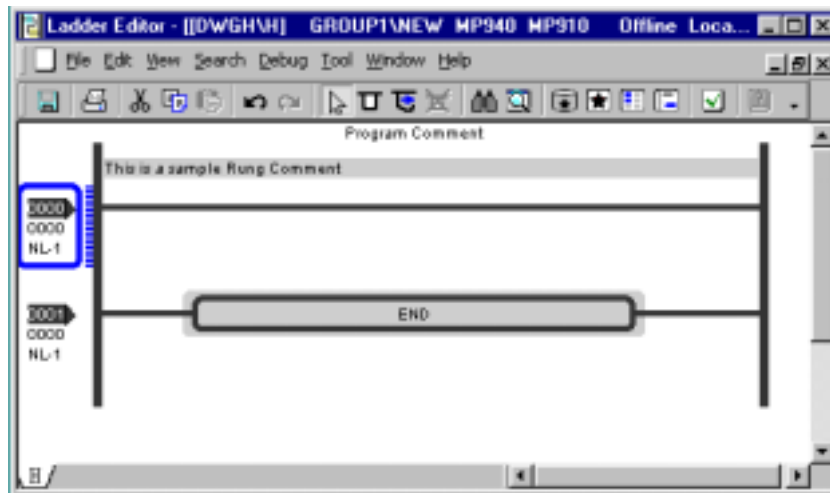 Ladder Editor - [[DWGH\H] GROUP1\NEW MP940 MP910 Offline Loca...
File Edit View Search Debug Tool Window Help
Program Comment
This is a sample Rung Comment
0000
0000
NL-1
END
0001
0000
NL-1
H